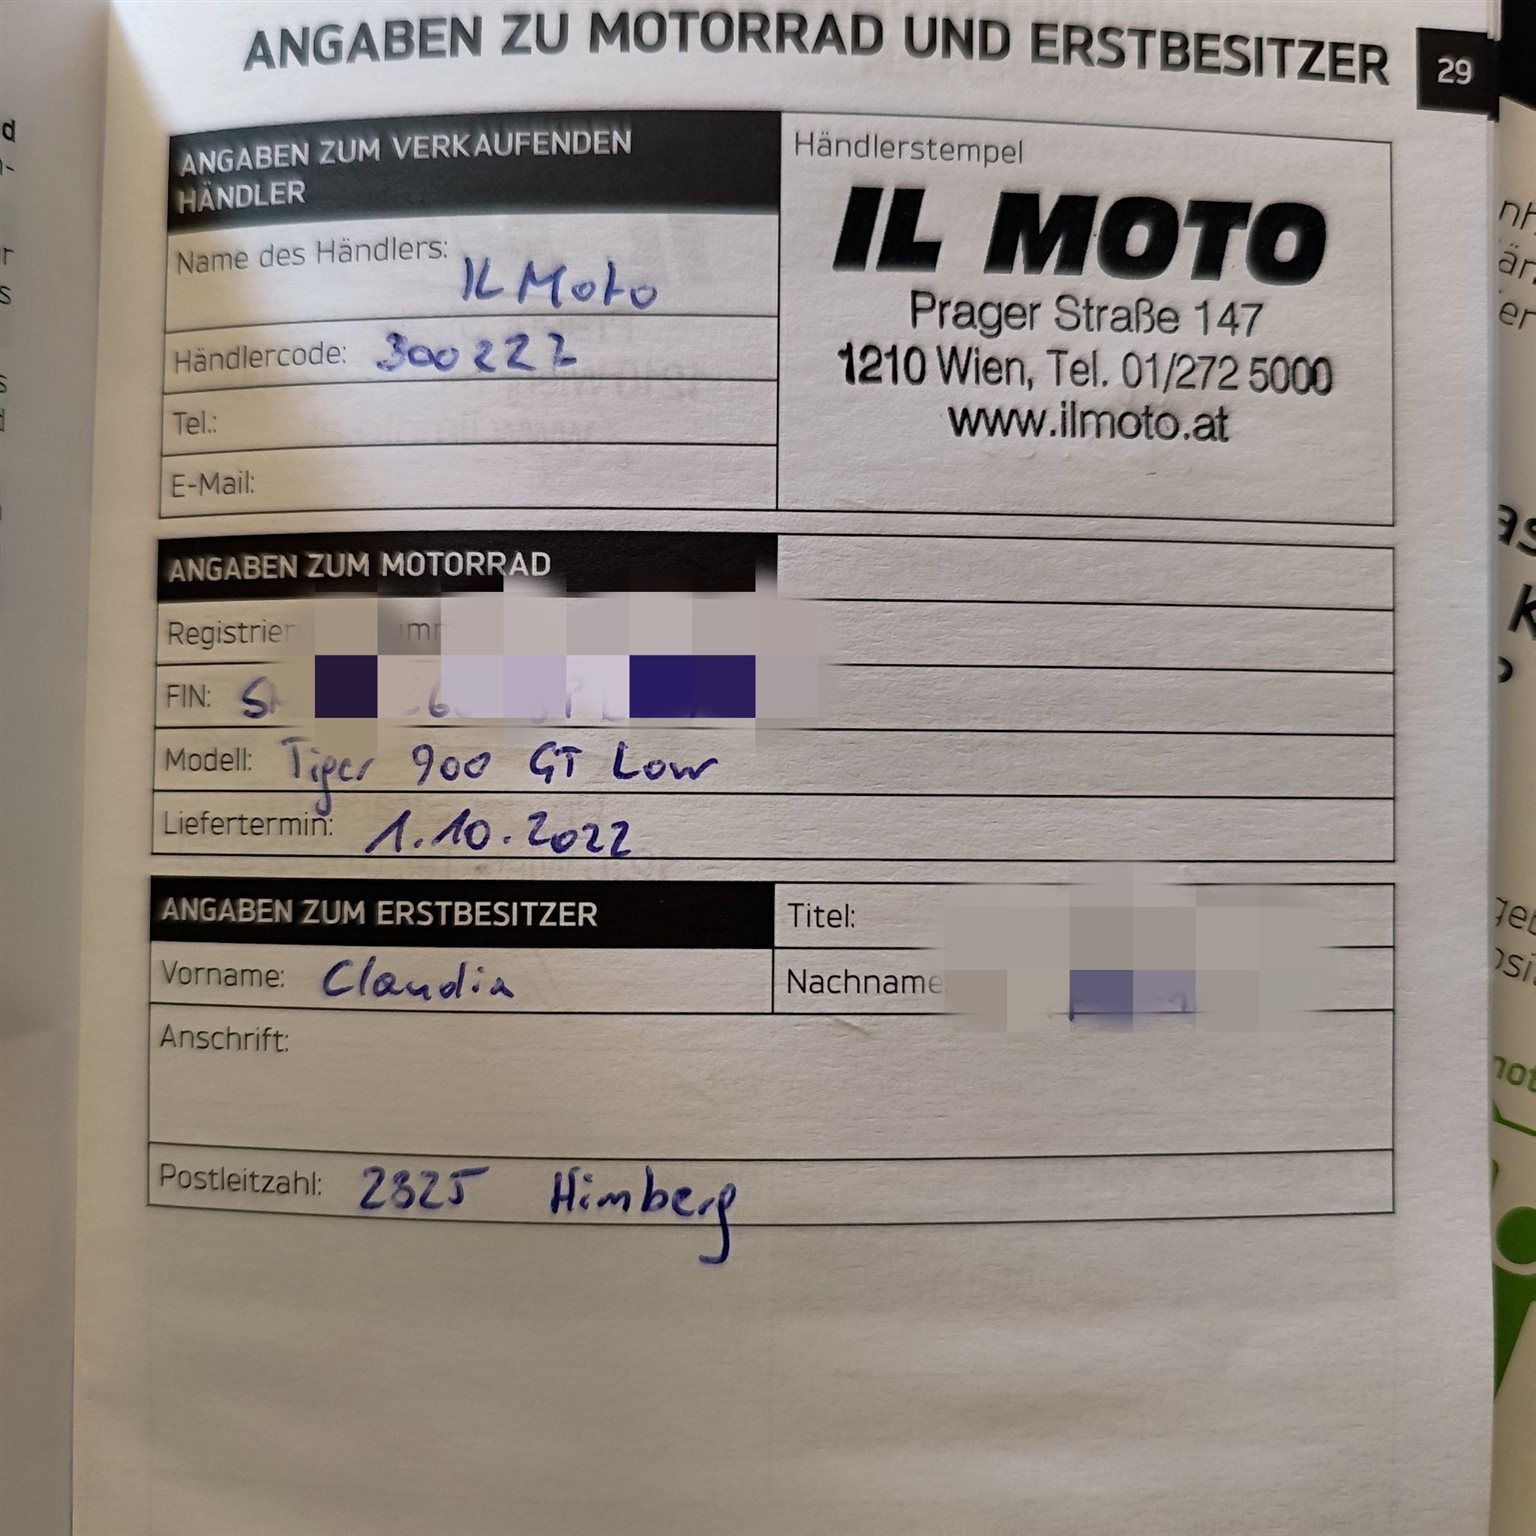 ANGABEN ZU MOTORRAD UND ERSTBESITZER
29
ANGABEN ZUM VERKAUFENDEN
HÄNDLER
Name des Händlers: IL Moto
Händlercode: 300222
Tel.:
E-Mail:
Händlerstempel
IL MOTO
Prager Straße 147
1210 Wien, Tel. 01/272 5000
www.ilmoto.at
ANGABEN ZUM MOTORRAD
FIN:
Modell: Tiger 900 GT Low
Liefertermin: 1.10.2022
ANGABEN ZUM ERSTBESITZER
Titel:
Vorname: Claudia
Nachname
Anschrift:
Postleitzahl: 2325 Himberg